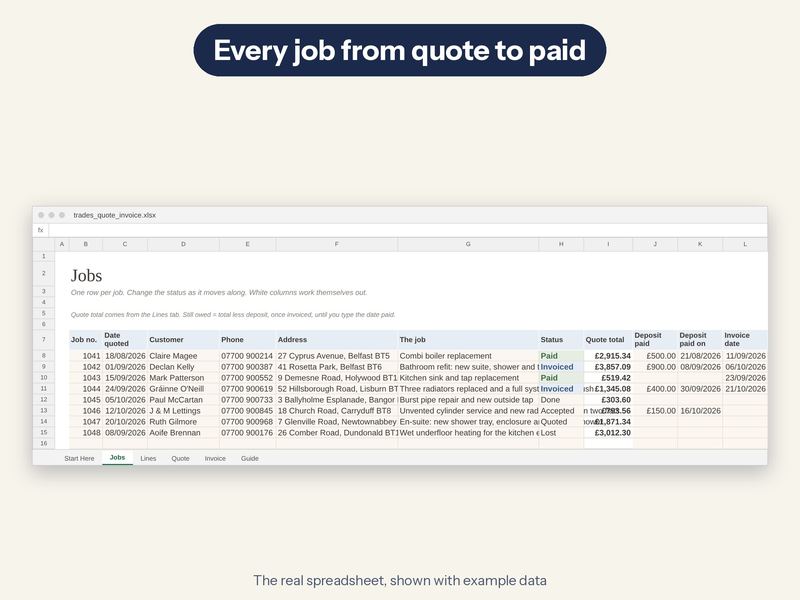 Every job from quote to paid
trades_quote_invoice.xlsx
fx
A B C D E F G H I J K L
1
2 Jobs
3 One row per job. Change the status as it moves along. White columns work themselves out.
4
5 Quote total comes from the Lines tab. Still owed = total less deposit, once invoiced, until you type the date paid.
6
7 Job no. Date quoted Customer Phone Address The job Status Quote total Deposit paid Deposit paid on Invoice date
8 1041 18/08/2026 Claire Magee 07700 900214 27 Cyprus Avenue, Belfast BT5 Combi boiler replacement Paid £2,915.34 £500.00 21/08/2026 11/09/2026
9 1042 01/09/2026 Declan Kelly 07700 900387 41 Rosetta Park, Belfast BT6 Bathroom refit: new suite, shower and Invoiced £3,857.09 £900.00 08/09/2026 06/10/2026
10 1043 15/09/2026 Mark Patterson 07700 900552 9 Demesne Road, Holywood BT1 Kitchen sink and tap replacement Paid £519.42 23/09/2026
11 1044 24/09/2026 Gráinne O'Neill 07700 900619 52 Hillsborough Road, Lisburn BT Three radiators replaced and a full syst Invoiced £1,345.08 £400.00 30/09/2026 21/10/2026
12 1045 05/10/2026 Paul McCartan 07700 900733 3 Ballyholme Esplanade, Bangor Burst pipe repair and new outside tap Done £303.60
13 1046 12/10/2026 J & M Lettings 07700 900845 18 Church Road, Carryduff BT8 Unvented cylinder service and new rad Accepted £793.56 £150.00 16/10/2026
14 1047 20/10/2026 Ruth Gilmore 07700 900968 7 Glenville Road, Newtownabbey En-suite: new shower tray, enclosure a Quoted £1,871.34
15 1048 08/09/2026 Aoife Brennan 07700 900176 26 Comber Road, Dundonald BT1 Wet underfloor heating for the kitchen e Lost £3,012.30
16
Start Here Jobs Lines Quote Invoice Guide
The real spreadsheet, shown with example data